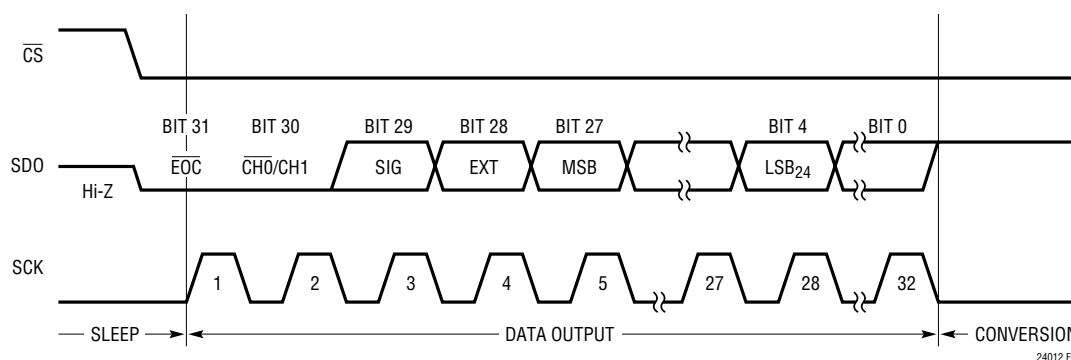 CS
BIT 31 BIT 30 BIT 29 BIT 28 BIT 27 BIT 4 BIT 0
SDO EOC CH0/CH1 SIG EXT MSB LSB24
Hi-Z
SCK 1 2 3 4 5 27 28 32
SLEEP DATA OUTPUT CONVERSION